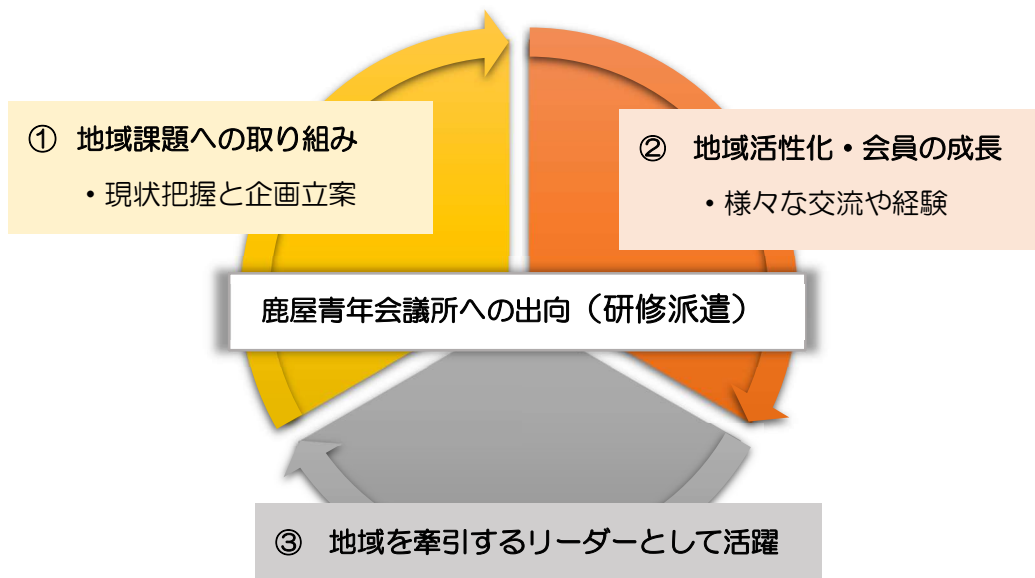 ① 地域課題への取り組み
・現状把握と企画立案
② 地域活性化・会員の成長
・様々な交流や経験
鹿屋青年会議所への出向（研修派遣）
③ 地域を牽引するリーダーとして活躍